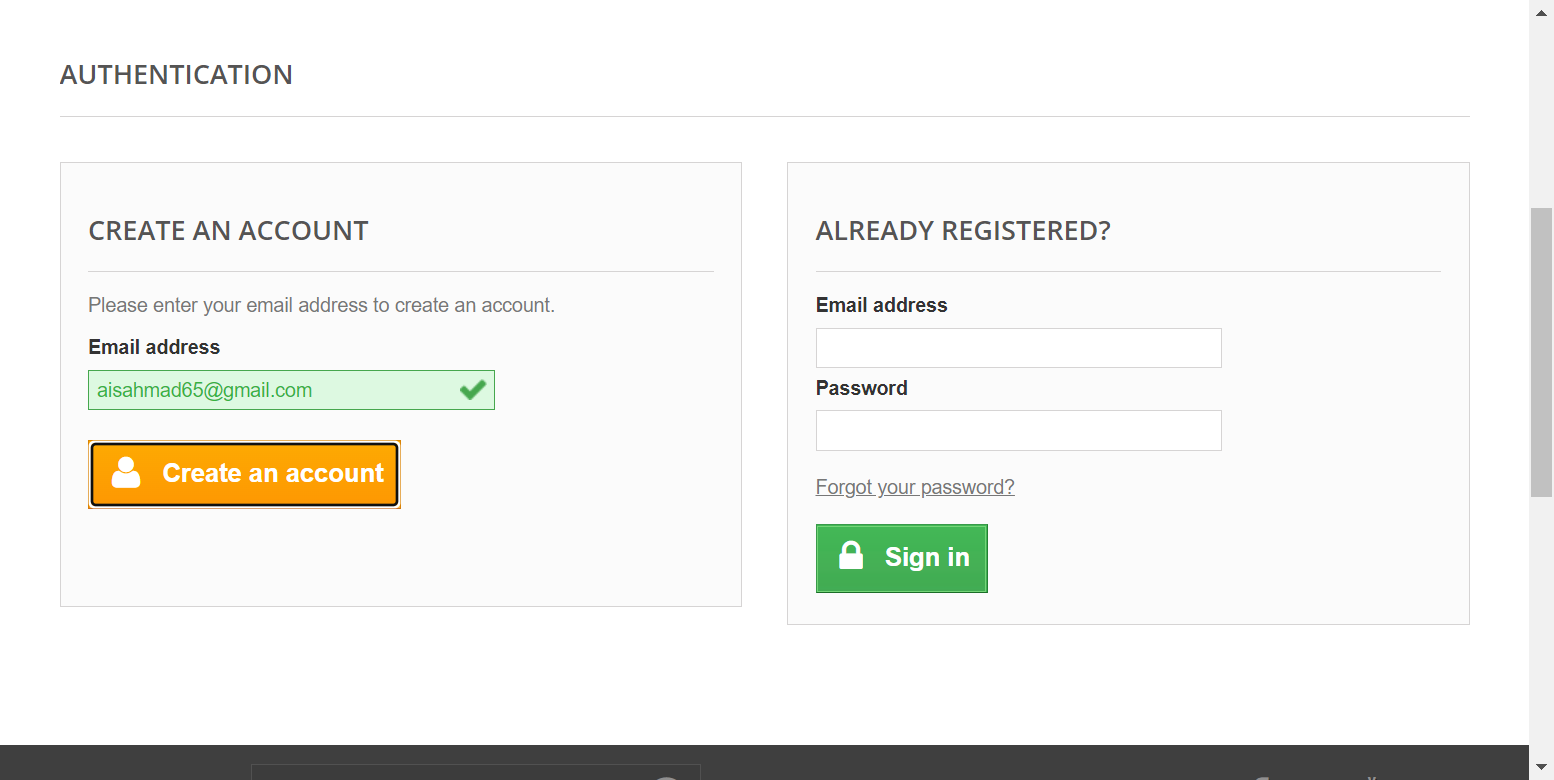 AUTHENTICATION
CREATE AN ACCOUNT
Please enter your email address to create an account.
Email address
aisahmad65@gmail.com
Create an account
ALREADY REGISTERED?
Email address
Password
Forgot your password?
Sign in